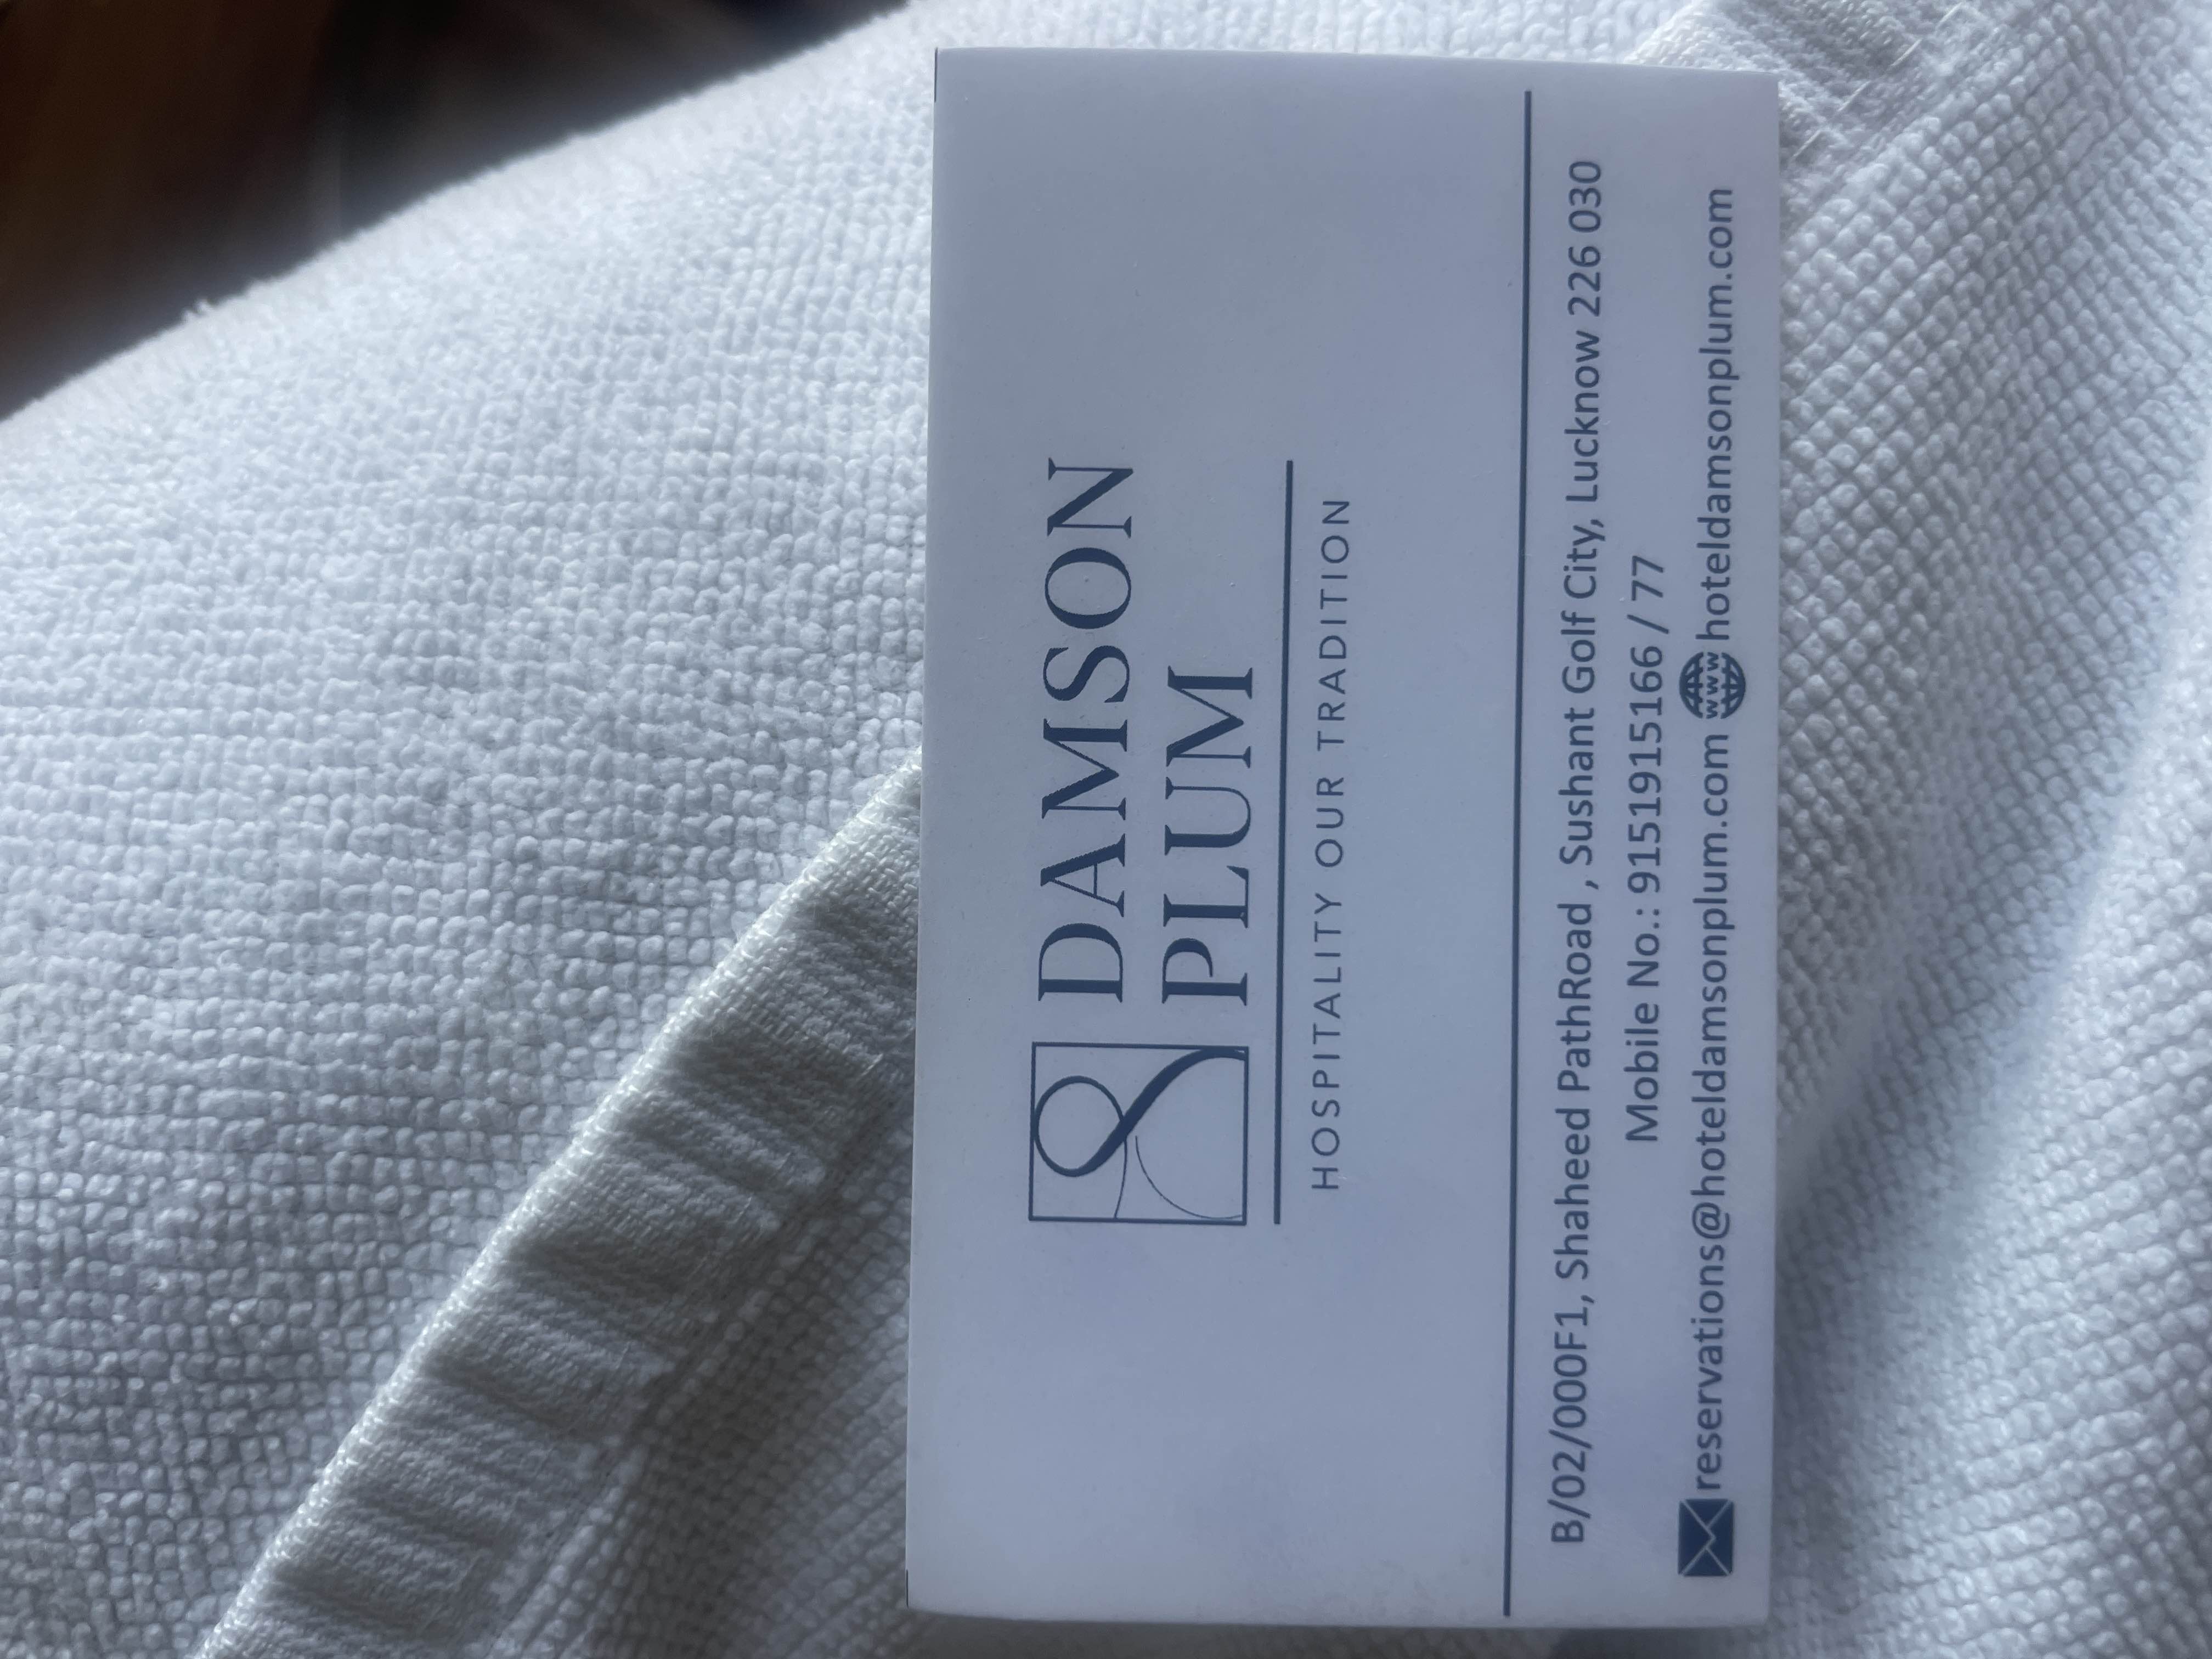 DAMSON
PLUM
HOSPITALITY OUR TRADITION
B/02/000F1, Shaheed PathRoad , Sushant Golf City, Lucknow 226 030
Mobile No.: 9151915166 / 77
reservations@hoteldamsonplum.com www hoteldamsonplum.com